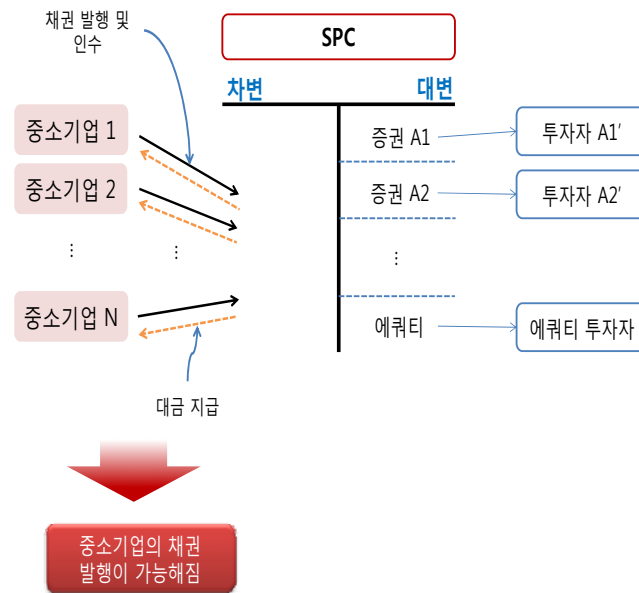 채권 발행 및
인수
SPC
차변
대변
중소기업 1
증권 A1
투자자 A1′
중소기업 2
증권 A2
투자자 A2′
...
...
...
중소기업 N
에쿼티
에쿼티 투자자
대금 지급
중소기업의 채권
발행이 가능해짐